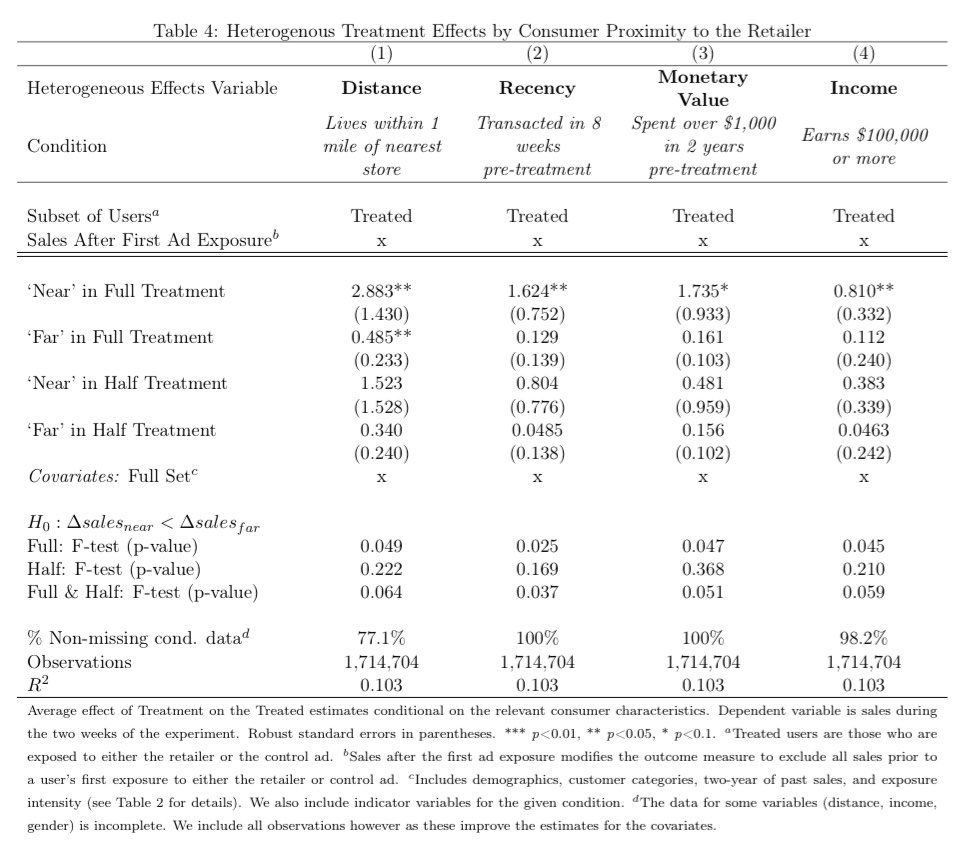 Table 4: Heterogenous Treatment Effects by Consumer Proximity to the Retailer
(1) (2) (3) (4)
Heterogeneous Effects Variable Distance Recency Monetary Value Income
Condition Lives within 1 mile of nearest store Transacted in 8 weeks pre-treatment Spent over $1,000 in 2 years pre-treatment Earns $100,000 or more
Subset of Usersᵃ Treated Treated Treated Treated
Sales After First Ad Exposureᵇ x x x x
‘Near’ in Full Treatment 2.883** 1.624** 1.735* 0.810**
(1.430) (0.752) (0.933) (0.332)
‘Far’ in Full Treatment 0.485** 0.129 0.161 0.112
(0.233) (0.139) (0.103) (0.240)
‘Near’ in Half Treatment 1.523 0.804 0.481 0.383
(1.528) (0.776) (0.959) (0.339)
‘Far’ in Half Treatment 0.340 0.0485 0.156 0.0463
(0.240) (0.138) (0.102) (0.242)
Covariates: Full Setᶜ x x x x
H₀ : Δsales_near < Δsales_far
Full: F-test (p-value) 0.049 0.025 0.047 0.045
Half: F-test (p-value) 0.222 0.169 0.368 0.210
Full & Half: F-test (p-value) 0.064 0.037 0.051 0.059
% Non-missing cond. dataᵈ 77.1% 100% 100% 98.2%
Observations 1,714,704 1,714,704 1,714,704 1,714,704
R² 0.103 0.103 0.103 0.103
Average effect of Treatment on the Treated estimates conditional on the relevant consumer characteristics. Dependent variable is sales during
the two weeks of the experiment. Robust standard errors in parentheses. *** p<0.01, ** p<0.05, * p<0.1. ᵃTreated users are those who are
exposed to either the retailer or the control ad. ᵇSales after the first ad exposure modifies the outcome measure to exclude all sales prior to
a user’s first exposure to either the retailer or control ad. ᶜIncludes demographics, customer categories, two-year of past sales, and exposure
intensity (see Table 2 for details). We also include indicator variables for the given condition. ᵈThe data for some variables (distance, income,
gender) is incomplete. We include all observations however as these improve the estimates for the covariates.